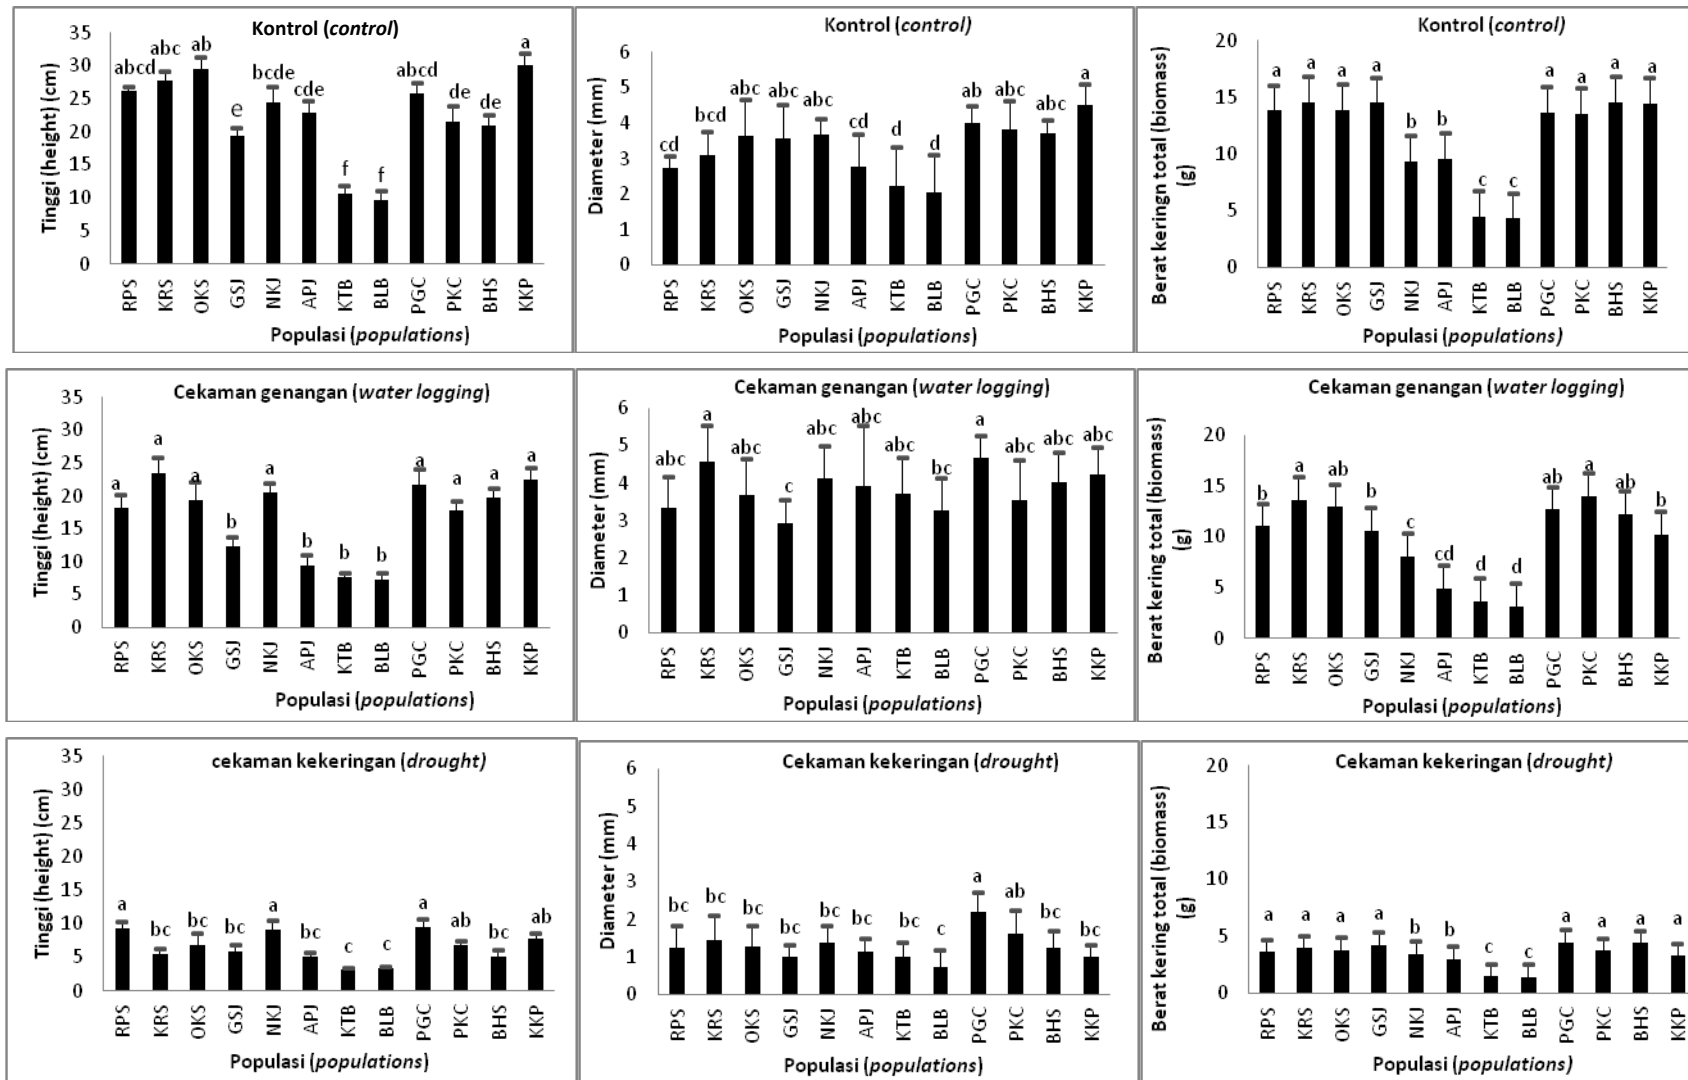 Kontrol (control)
Tinggi (height) (cm)
35
30
25
20
15
10
5
0
abcd
abc
ab
e
bcde
cde
f
f
abcd
de
de
a
RPS
KRS
OKS
GSJ
NKJ
APJ
KTB
BLB
PGC
PKC
BHS
KKP
Populasi (populations)
Kontrol (control)
Diameter (mm)
6
5
4
3
2
1
0
cd
bcd
abc
abc
abc
cd
d
d
ab
abc
abc
a
RPS
KRS
OKS
GSJ
NKJ
APJ
KTB
BLB
PGC
PKC
BHS
KKP
Populasi (populations)
Kontrol (control)
Berat keringn total (biomass)
(g)
20
15
10
5
0
a
a
a
a
b
b
c
c
a
a
a
a
RPS
KRS
OKS
GSJ
NKJ
APJ
KTB
BLB
PGC
PKC
BHS
KKP
Populasi (populations)
Cekaman genangan (water logging)
Tinggi (height) (cm)
35
30
25
20
15
10
5
0
a
a
a
b
a
b
b
b
a
a
a
a
RPS
KRS
OKS
GSJ
NKJ
APJ
KTB
BLB
PGC
PKC
BHS
KKP
Populasi (populations)
Cekaman genangan (water logging)
Diameter (mm)
6
5
4
3
2
1
0
abc
a
abc
c
abc
abc
abc
bc
a
abc
abc
abc
RPS
KRS
OKS
GSJ
NKJ
APJ
KTB
BLB
PGC
PKC
BHS
KKP
Populasi (populations)
Cekaman genangan (water logging)
Berat kering total (biomass)
(g)
20
15
10
5
0
b
a
ab
b
c
cd
d
d
ab
a
ab
b
RPS
KRS
OKS
GSJ
NKJ
APJ
KTB
BLB
PGC
PKC
BHS
KKP
Populasi (populations)
cekaman kekeringan (drought)
Tinggi (height) (cm)
35
30
25
20
15
10
5
0
a
bc
bc
bc
a
bc
c
c
a
ab
bc
ab
RPS
KRS
OKS
GSJ
NKJ
APJ
KTB
BLB
PGC
PKC
BHS
KKP
Populasi (populations)
Cekaman kekeringan (drought)
Diameter (mm)
6
5
4
3
2
1
0
bc
bc
bc
bc
bc
bc
bc
c
a
ab
bc
bc
RPS
KRS
OKS
GSJ
NKJ
APJ
KTB
BLB
PGC
PKC
BHS
KKP
Populasi (populations)
Cekaman kekeringan (drought)
Berat kering total (biomass)
(g)
20
15
10
5
0
a
a
a
a
b
b
c
c
a
a
a
a
RPS
KRS
OKS
GSJ
NKJ
APJ
KTB
BLB
PGC
PKC
BHS
KKP
Populasi (populations)